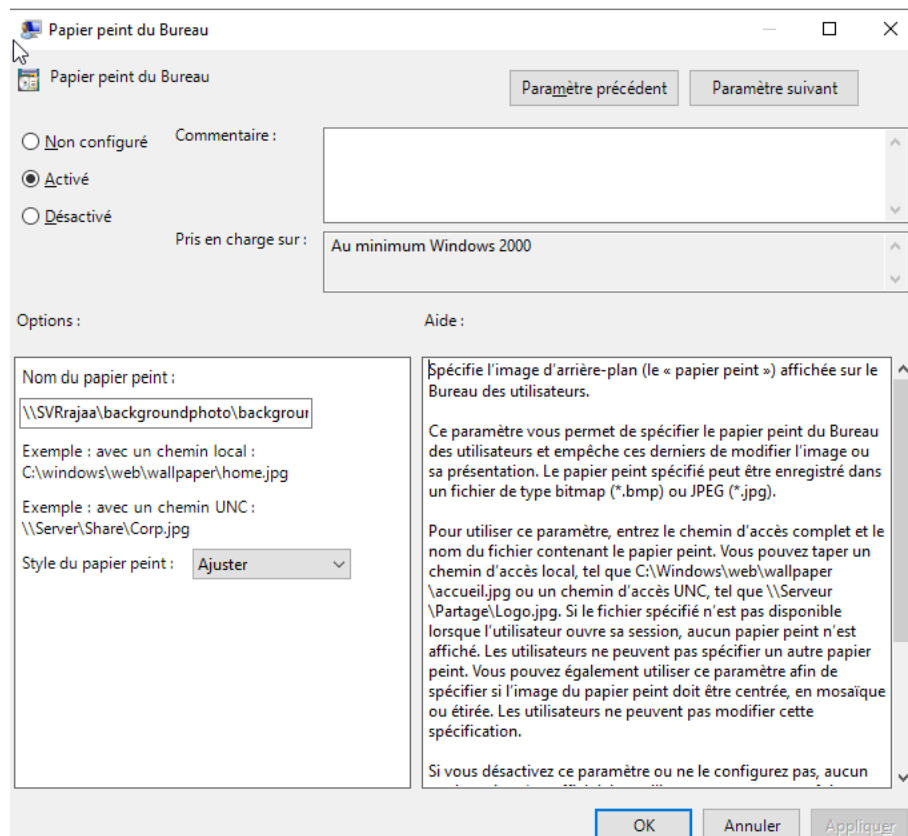 Papier peint du Bureau
Papier peint du Bureau
Paramètre précédent
Paramètre suivant
Non configuré
Commentaire :
Activé
Désactivé
Pris en charge sur :
Au minimum Windows 2000
Options :
Aide :
Nom du papier peint :
\\SVRrajaa\backgroundphoto\backgrour
Exemple : avec un chemin local :
C:\windows\web\wallpaper\home.jpg
Exemple : avec un chemin UNC :
\\Server\Share\Corp.jpg
Style du papier peint :
Ajuster
Spécifie l'image d'arrière-plan (le « papier peint ») affichée sur le
Bureau des utilisateurs.
Ce paramètre vous permet de spécifier le papier peint du Bureau
des utilisateurs et empêche ces derniers de modifier l'image ou
sa présentation. Le papier peint spécifié peut être enregistré dans
un fichier de type bitmap (*.bmp) ou JPEG (*.jpg).
Pour utiliser ce paramètre, entrez le chemin d'accès complet et le
nom du fichier contenant le papier peint. Vous pouvez taper un
chemin d'accès local, tel que C:\Windows\web\wallpaper
\accueil.jpg ou un chemin d'accès UNC, tel que \\Serveur
\Partage\Logo.jpg. Si le fichier spécifié n'est pas disponible
lorsque l'utilisateur ouvre sa session, aucun papier peint n'est
affiché. Les utilisateurs ne peuvent pas spécifier un autre papier
peint. Vous pouvez également utiliser ce paramètre afin de
spécifier si l'image du papier peint doit être centrée, en mosaïque
ou étirée. Les utilisateurs ne peuvent pas modifier cette
spécification.
Si vous désactivez ce paramètre ou ne le configurez pas, aucun
OK
Annuler
Appliquer